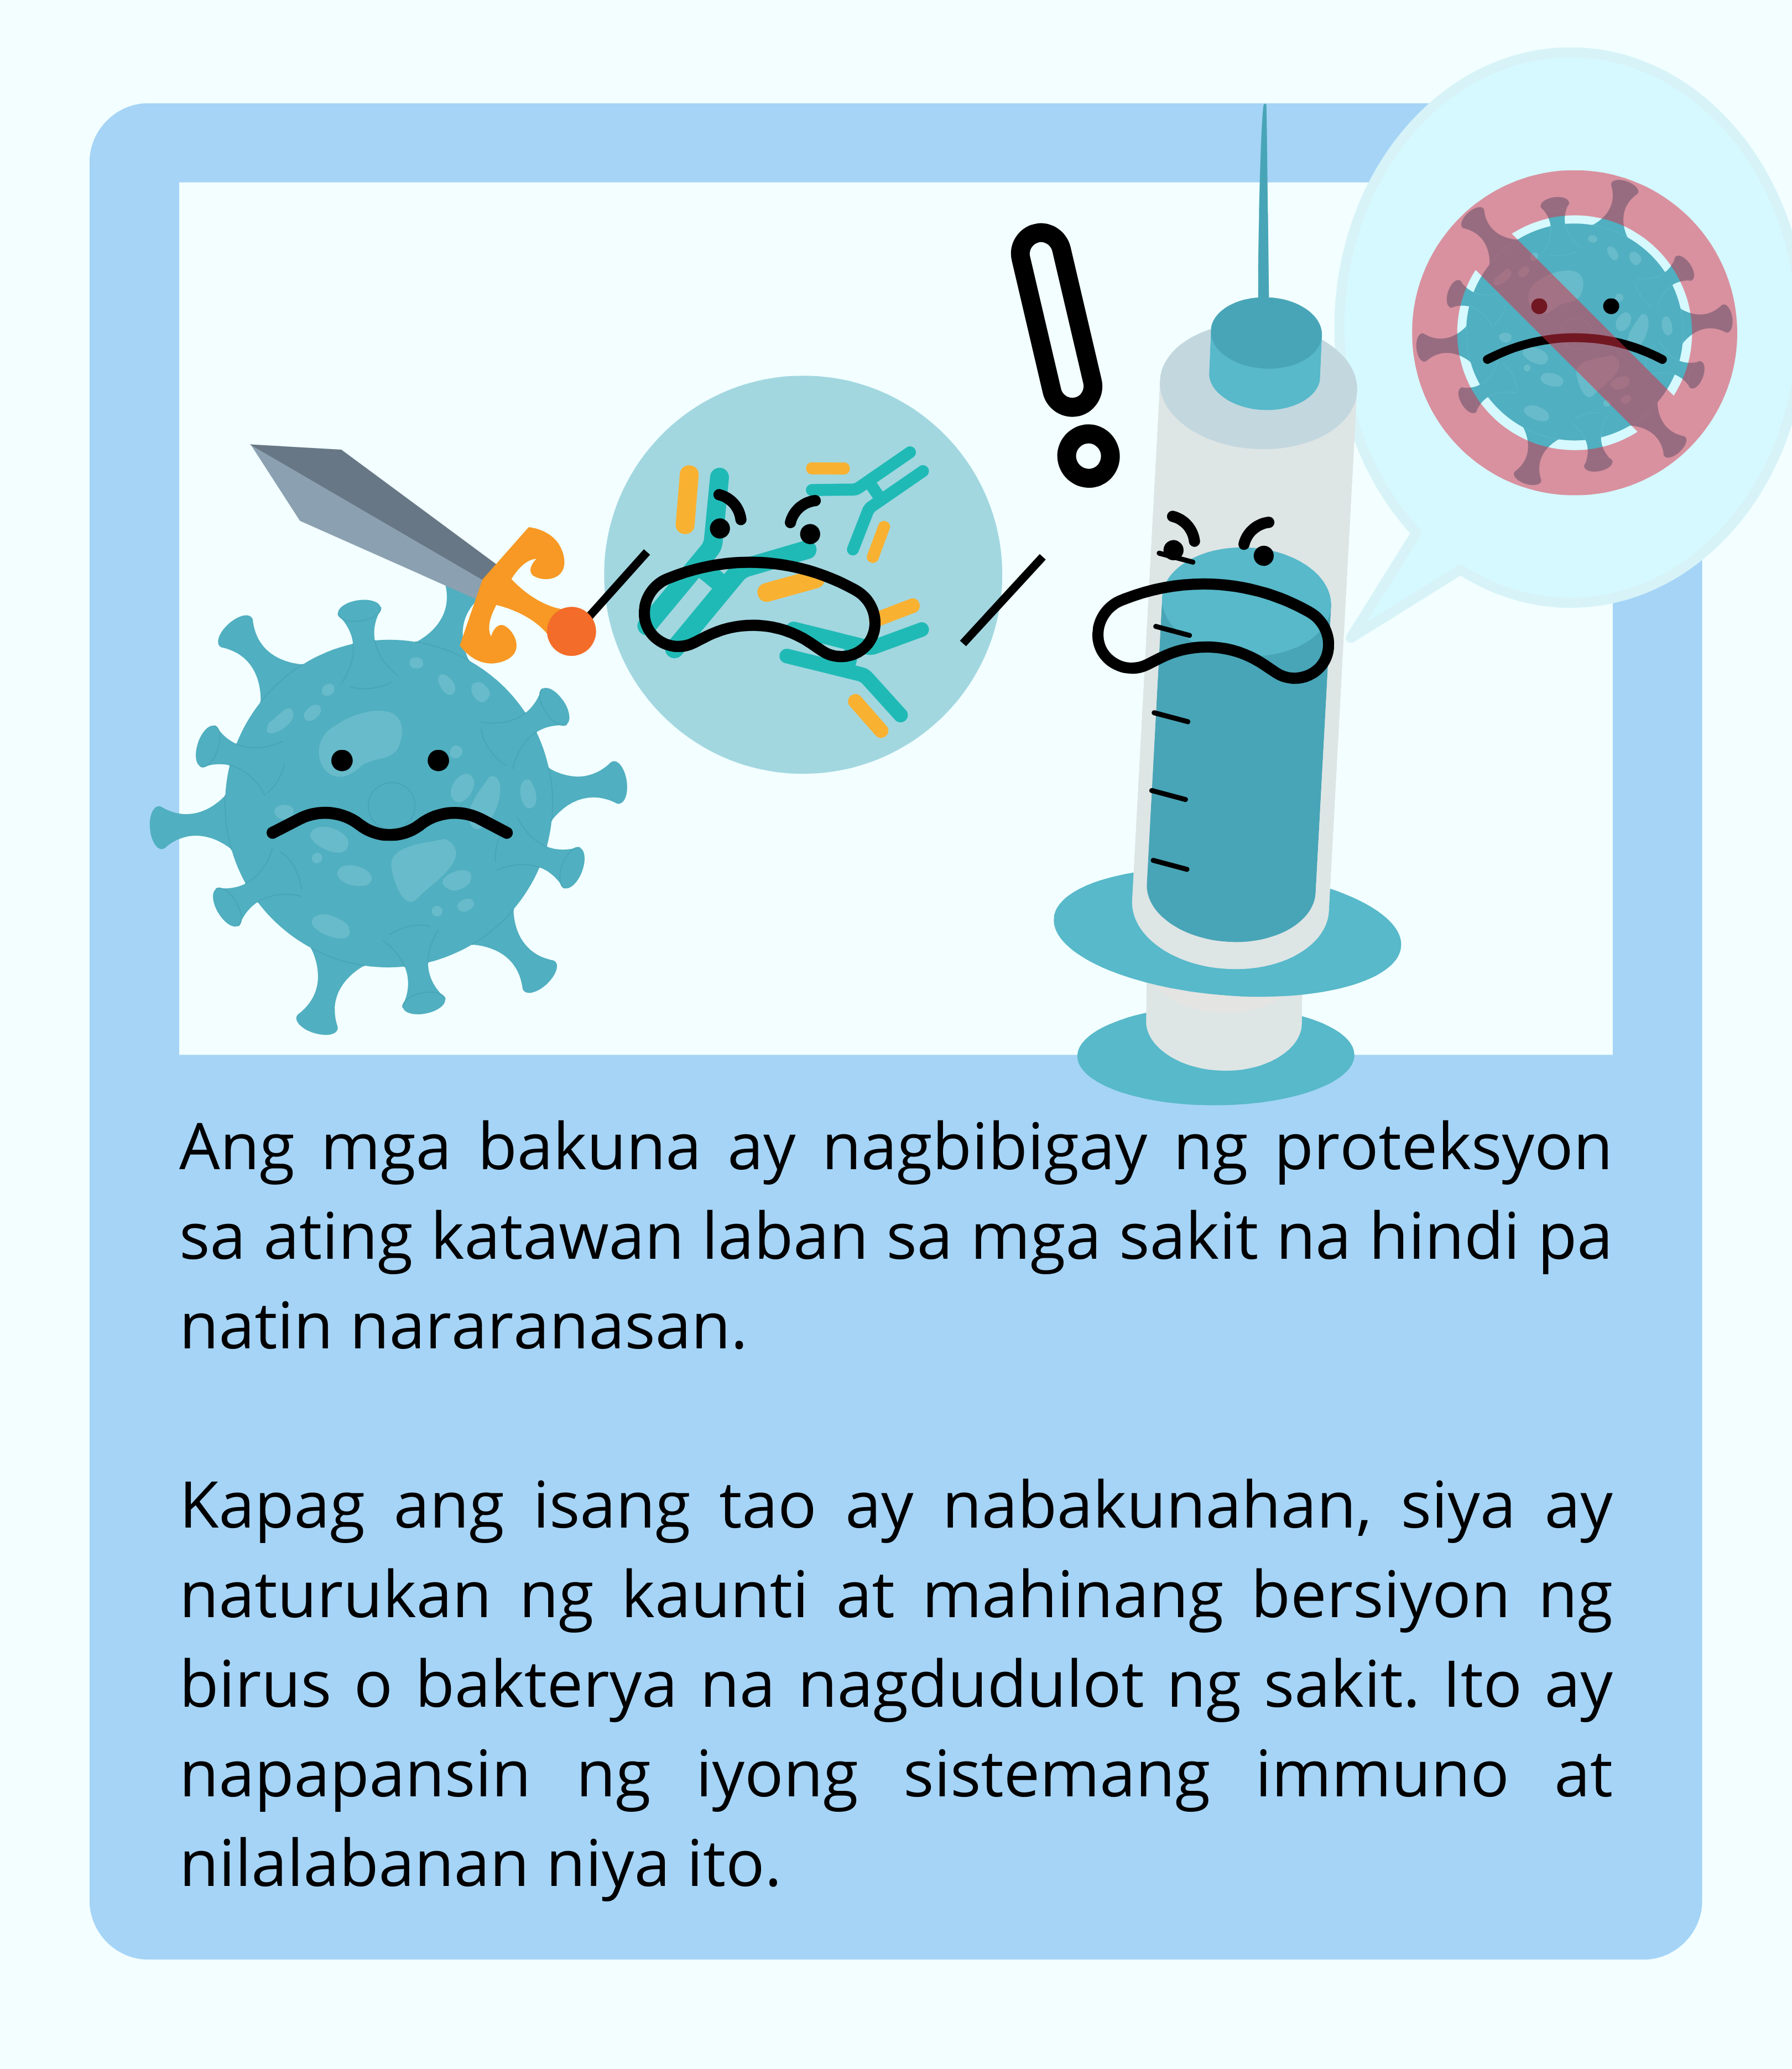 Ang mga bakuna ay nagbibigay ng proteksyon
sa ating katawan laban sa mga sakit na hindi pa
natin nararanasan.
Kapag ang isang tao ay nabakunahan, siya ay
naturukan ng kaunti at mahinang bersiyon ng
birus o bakterya na nagdudulot ng sakit. Ito ay
napapansin ng iyong sistemang immuno at
nilalabanan niya ito.